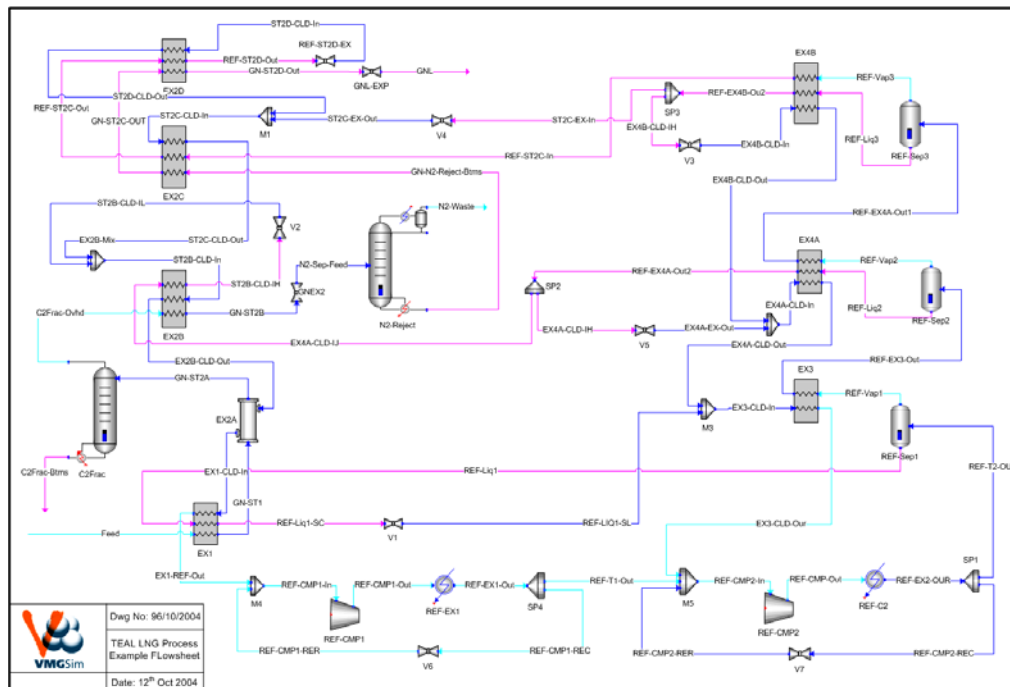 ST2D-CLD-In
REF-ST2D-EX
EX4B
REF-ST2D-Out
GN-ST2D-Out
GNL
REF-Vap3
EX2D
GNL-EXP
REF-ST2C-Out
GN-ST2C-OUT
ST2D-CLD-Out
REF-EX4B-Ou2
SP3
ST2C-CLD-In
M1
ST2C-EX-Out
V4
ST2C-EX-In
EX4B-CLD-IH
REF-Liq3
V3
EX4B-CLD-In
REF-Sep3
REF-ST2C-In
GN-N2-Reject-Btms
EX4B-CLD-Out
EX2C
ST2B-CLD-IL
N2-Waste
REF-EX4A-Out1
V2
EX2B-Mix
ST2C-CLD-Out
EX4A
ST2B-CLD-In
N2-Sep-Feed
REF-EX4A-Out2
REF-Vap2
ST2B-CLD-IH
SP2
EX4A-CLD-In
REF-Liq2
GNEX2
C2Frac-Ovhd
GN-ST2B
N2-Reject
REF-Sep2
EX2B
EX4A-CLD-IH
EX4A-EX-Out
EX4A-CLD-IJ
V5
EX4A-CLD-Out
EX2B-CLD-Out
REF-EX3-Out
EX3
GN-ST2A
REF-Vap1
EX2A
M3
EX3-CLD-In
C2Frac-Btms
C2Frac
EX1-CLD-In
REF-Liq1
REF-Sep1
REF-T2-OU
GN-ST1
REF-Liq1-SC
REF-LIQ1-SL
Feed
V1
EX3-CLD-Our
EX1
EX1-REF-Out
REF-CMP1-In
REF-CMP1-Out
REF-EX1-Out
REF-T1-Out
REF-CMP2-In
REF-CMP-Out
REF-EX2-OUR
SP1
M4
REF-EX1
SP4
M5
REF-C2
REF-CMP1
REF-CMP2
REF-CMP1-RER
V6
REF-CMP1-REC
REF-CMP2-RER
V7
REF-CMP2-REC
VMGSim
Dwg No: 96/10/2004
TEAL LNG Process
Example FLowsheet
Date: 12th Oct 2004